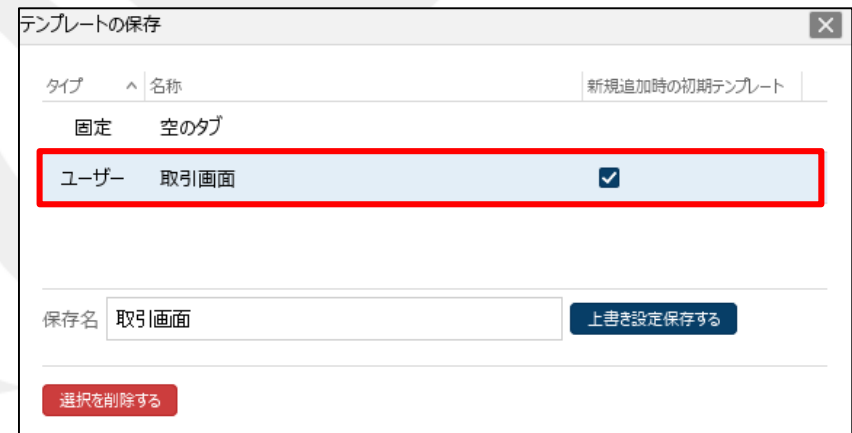 テンプレートの保存
タイプ 名称 新規追加時の初期テンプレート
固定 空のタブ
ユーザー 取引画面
保存名 取引画面 上書き設定保存する
選択を削除する